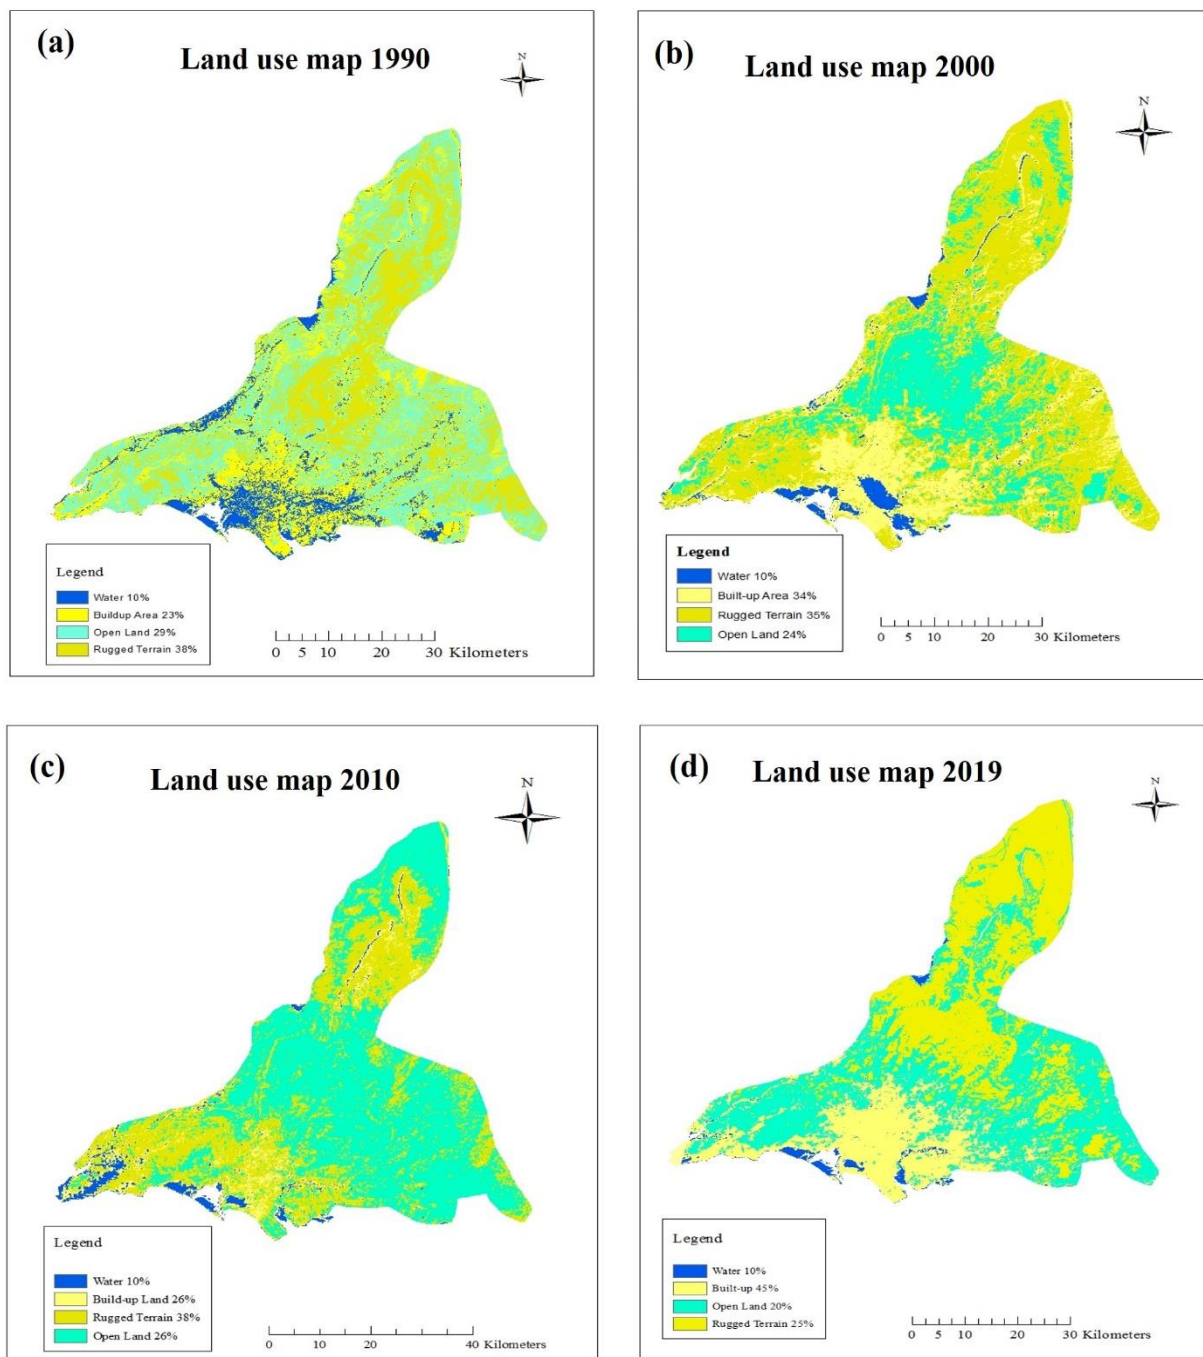 (a)
Land use map 1990
N
Legend
Water 10%
Buildup Area 23%
Open Land 29%
Rugged Terrain 38%
0 5 10 20 30 Kilometers
(b)
Land use map 2000
N
Legend
Water 10%
Built-up Area 34%
Rugged Terrain 35%
Open Land 24%
0 5 10 20 30 Kilometers
(c)
Land use map 2010
N
Legend
Water 10%
Build-up Land 26%
Rugged Terrain 38%
Open Land 26%
0 10 20 40 Kilometers
(d)
Land use map 2019
N
Legend
Water 10%
Built-up 45%
Open Land 20%
Rugged Terrain 25%
0 5 10 20 30 Kilometers